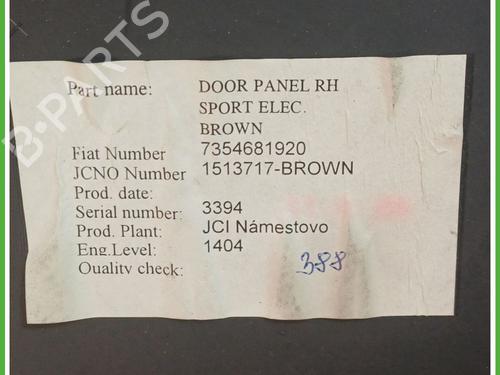 B-PARTS
Part name: DOOR PANEL RH
SPORT ELEC.
BROWN
Fiat Number 7354681920
JCNO Number 1513717-BROWN
Prod. date:
Serial number: 3394
Prod. Plant: JCI Námestovo
Eng.Level: 1404
Quality check: 388